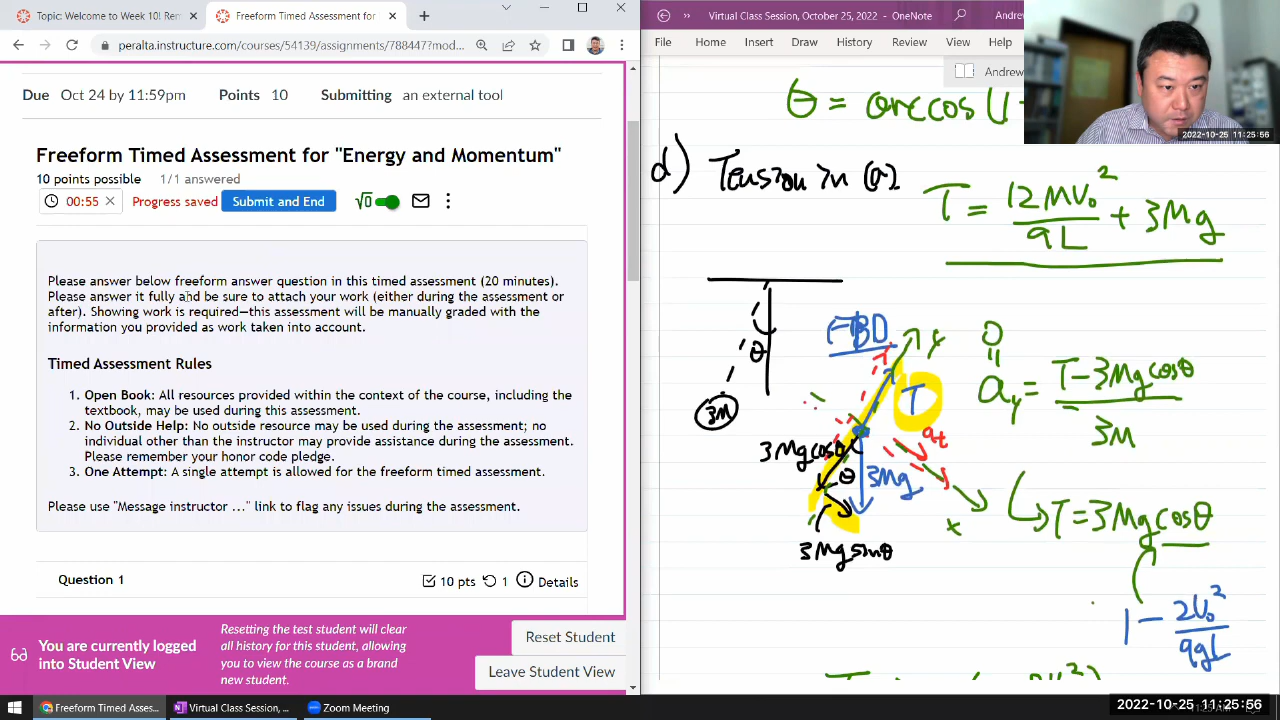 Topic: Welcome to Week 10! Rem
Freeform Timed Assessment for
peralta.instructure.com/courses/54139/assignments/788447?mod...
Due Oct 24 by 11:59pm Points 10 Submitting an external tool
Freeform Timed Assessment for "Energy and Momentum"
10 points possible 1/1 answered
00:55 Progress saved Submit and End √0
Please answer below freeform answer question in this timed assessment (20 minutes).
Please answer it fully and be sure to attach your work (either during the assessment or
after). Showing work is required—this assessment will be manually graded with the
information you provided as work taken into account.
Timed Assessment Rules
1. Open Book: All resources provided within the context of the course, including the
textbook, may be used during this assessment.
2. No Outside Help: No outside resource may be used during the assessment; no
individual other than the instructor may provide assistance during the assessment.
Please remember your honor code pledge.
3. One Attempt: A single attempt is allowed for the freeform timed assessment.
Please use "Message instructor ..." link to flag any issues during the assessment.
Question 1 10 pts 1 Details
You are currently logged
into Student View
Resetting the test student will clear
all history for this student, allowing
you to view the course as a brand
new student.
Reset Student
Leave Student View
Virtual Class Session, October 25, 2022 – OneNote Andrew
File Home Insert Draw History Review View Help
Andrew
θ = arccos (1 -
d) Tension in (a)
T = 12MV₀²/9L + 3Mg
θ
3M
FBD
y
T
at
3Mgcosθ
θ
3Mg
x
3Mgsinθ
0
=
a_y = (T - 3Mgcosθ)/3M
T = 3Mgcosθ
1 - 2V₀²/9gL
2022-10-25 11:25:56
Freeform Timed Asses...
Virtual Class Session, ...
Zoom Meeting
2022-10-25 11:25:56